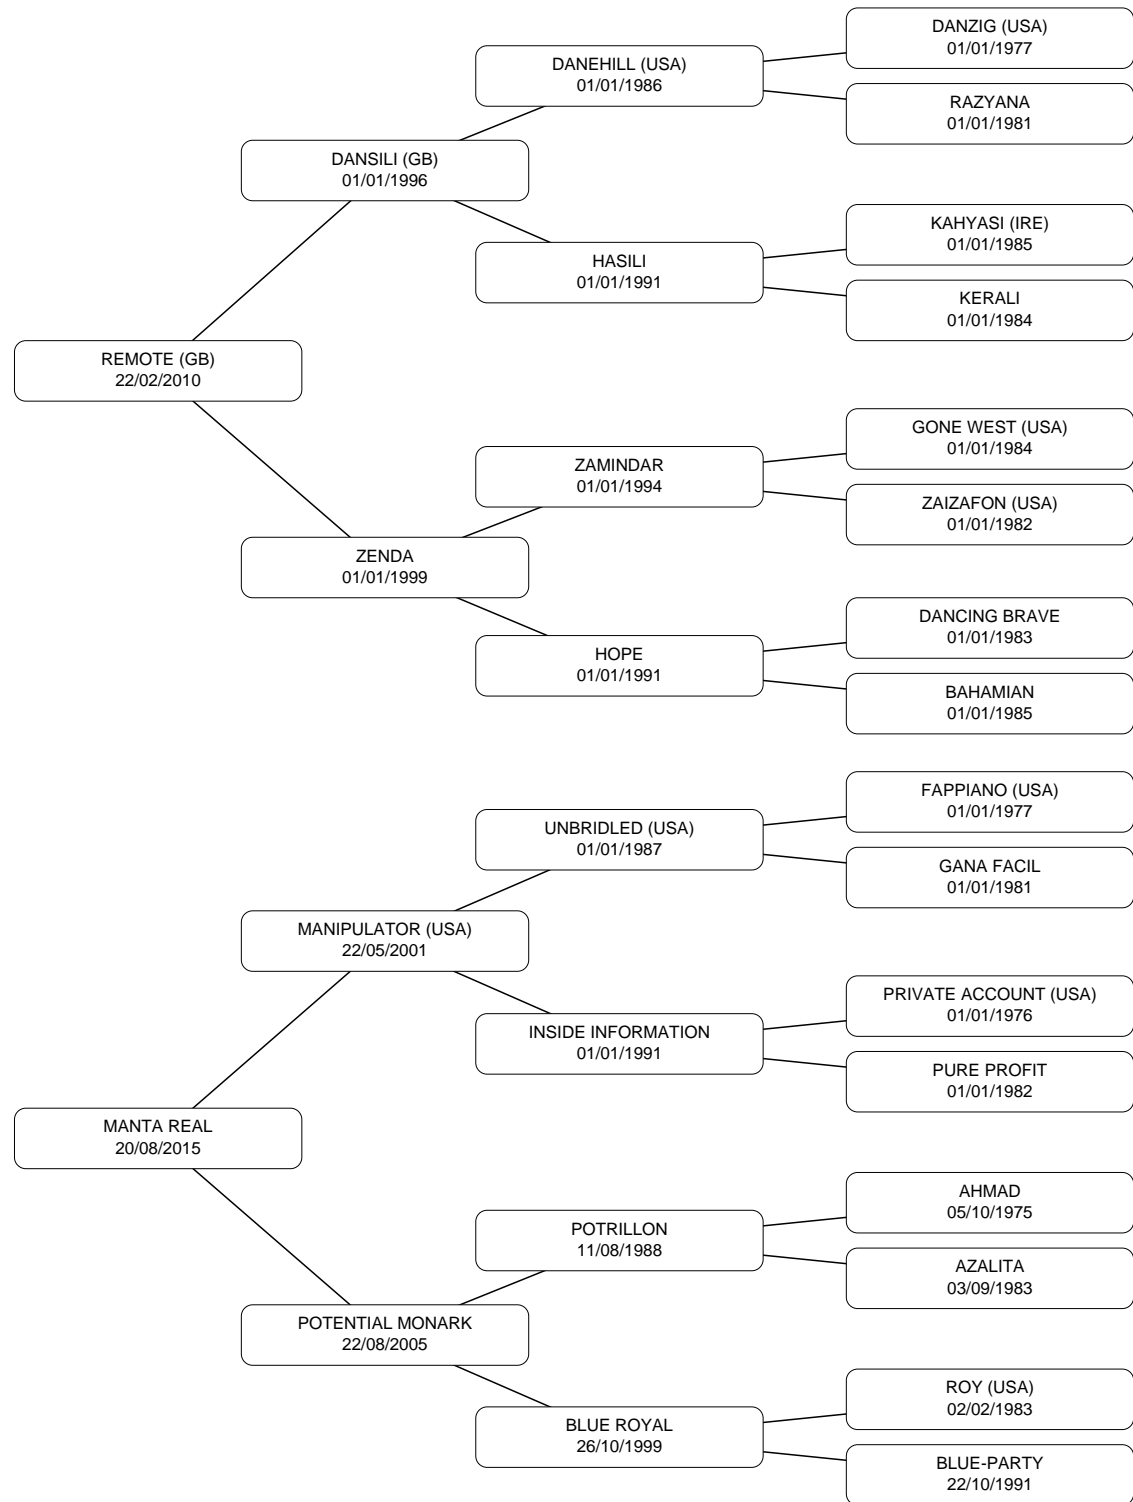 DANZIG (USA)
01/01/1977
DANEHILL (USA)
01/01/1986
RAZYANA
01/01/1981
DANSILI (GB)
01/01/1996
KAHYASI (IRE)
01/01/1985
HASILI
01/01/1991
KERALI
01/01/1984
REMOTE (GB)
22/02/2010
GONE WEST (USA)
01/01/1984
ZAMINDAR
01/01/1994
ZAIZAFON (USA)
01/01/1982
ZENDA
01/01/1999
DANCING BRAVE
01/01/1983
HOPE
01/01/1991
BAHAMIAN
01/01/1985
FAPPIANO (USA)
01/01/1977
UNBRIDLED (USA)
01/01/1987
GANA FACIL
01/01/1981
MANIPULATOR (USA)
22/05/2001
PRIVATE ACCOUNT (USA)
01/01/1976
INSIDE INFORMATION
01/01/1991
PURE PROFIT
01/01/1982
MANTA REAL
20/08/2015
AHMAD
05/10/1975
POTRILLON
11/08/1988
AZALITA
03/09/1983
POTENTIAL MONARK
22/08/2005
ROY (USA)
02/02/1983
BLUE ROYAL
26/10/1999
BLUE-PARTY
22/10/1991